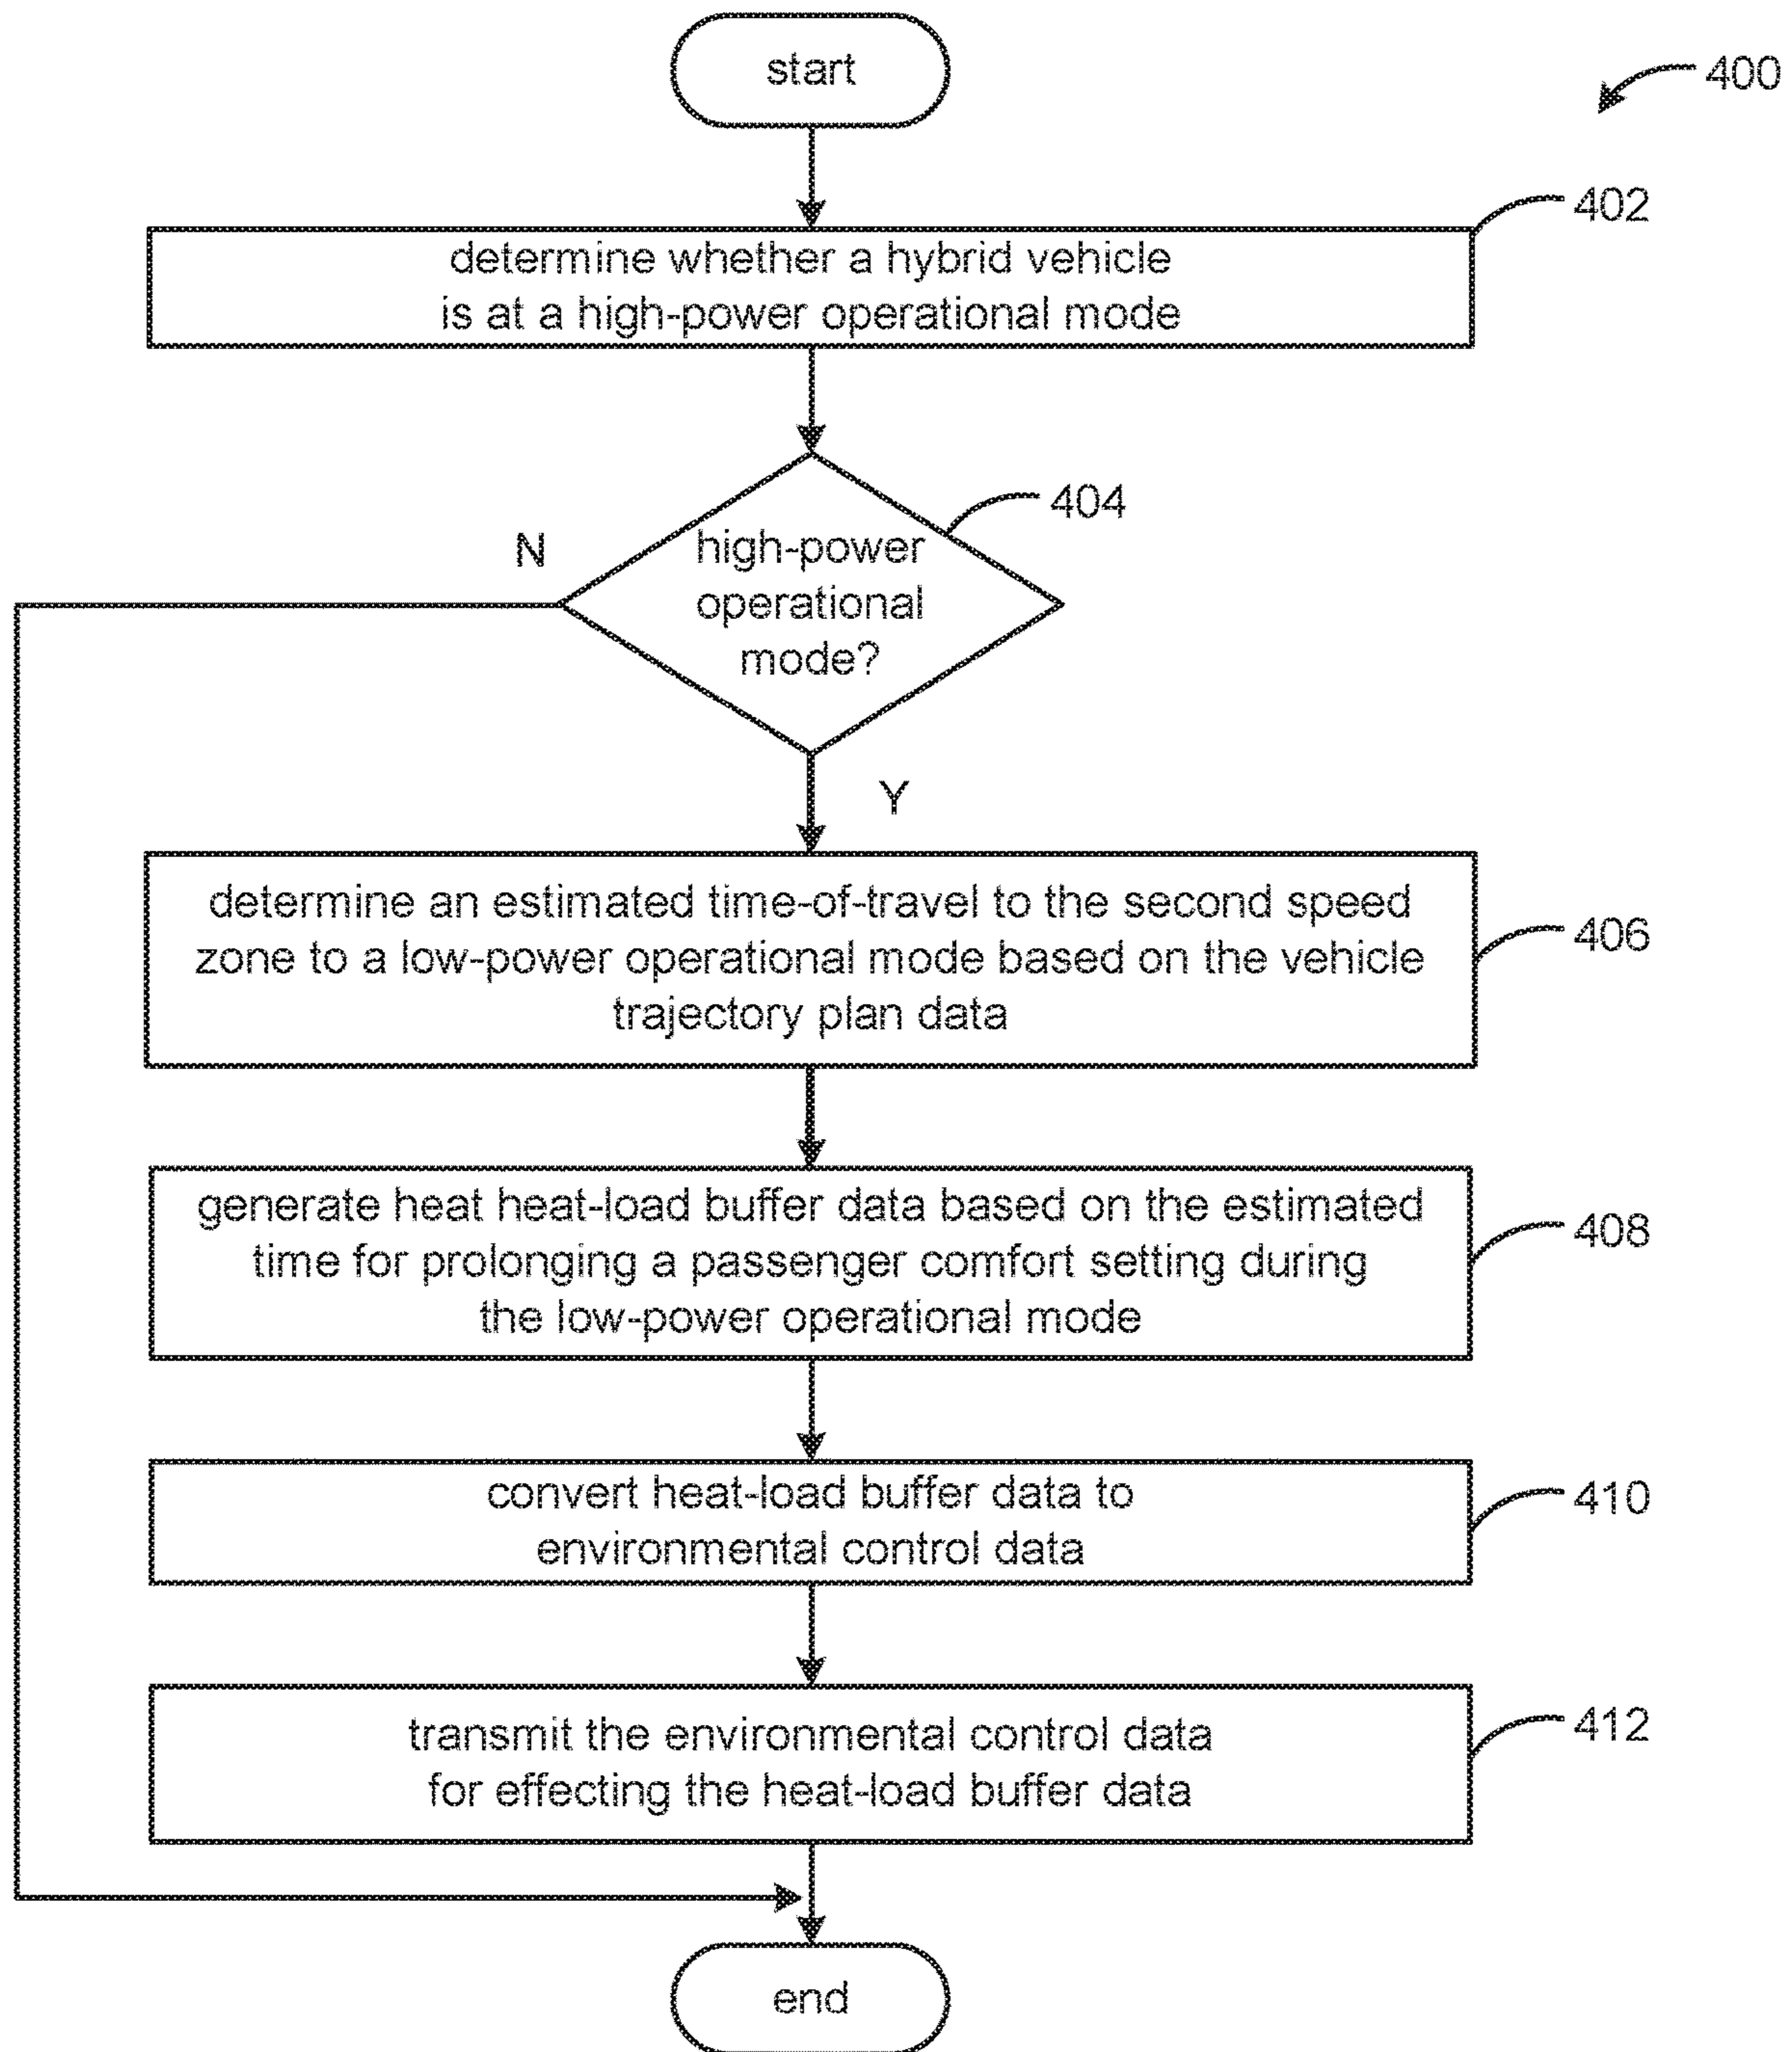 start
400
402
determine whether a hybrid vehicle
is at a high-power operational mode
404
N
high-power
operational
mode?
Y
determine an estimated time-of-travel to the second speed
zone to a low-power operational mode based on the vehicle
trajectory plan data
406
generate heat heat-load buffer data based on the estimated
time for prolonging a passenger comfort setting during
the low-power operational mode
408
convert heat-load buffer data to
environmental control data
410
transmit the environmental control data
for effecting the heat-load buffer data
412
end